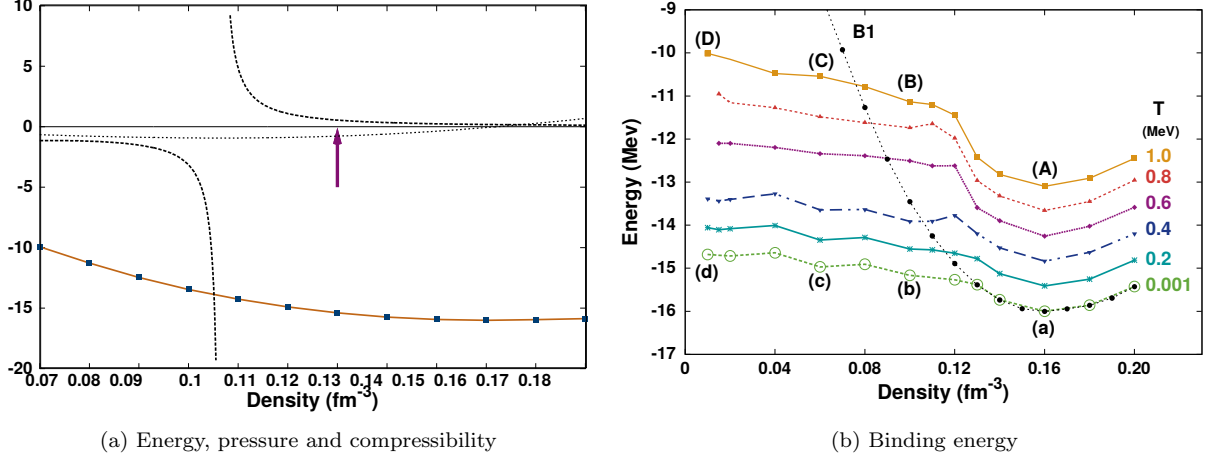 10
5
0
-5
-10
-15
-20
0.07 0.08 0.09 0.1 0.11 0.12 0.13 0.14 0.15 0.16 0.17 0.18
Density (fm-3)
(a) Energy, pressure and compressibility
-9
-10
-11
-12
-13
-14
-15
-16
-17
Energy (Mev)
(D)
B1
(C)
(B)
(A)
T
(MeV)
1.0
0.8
0.6
0.4
0.2
0.001
(d)
(c)
(b)
(a)
0 0.04 0.08 0.12 0.16 0.20
Density (fm-3)
(b) Binding energy